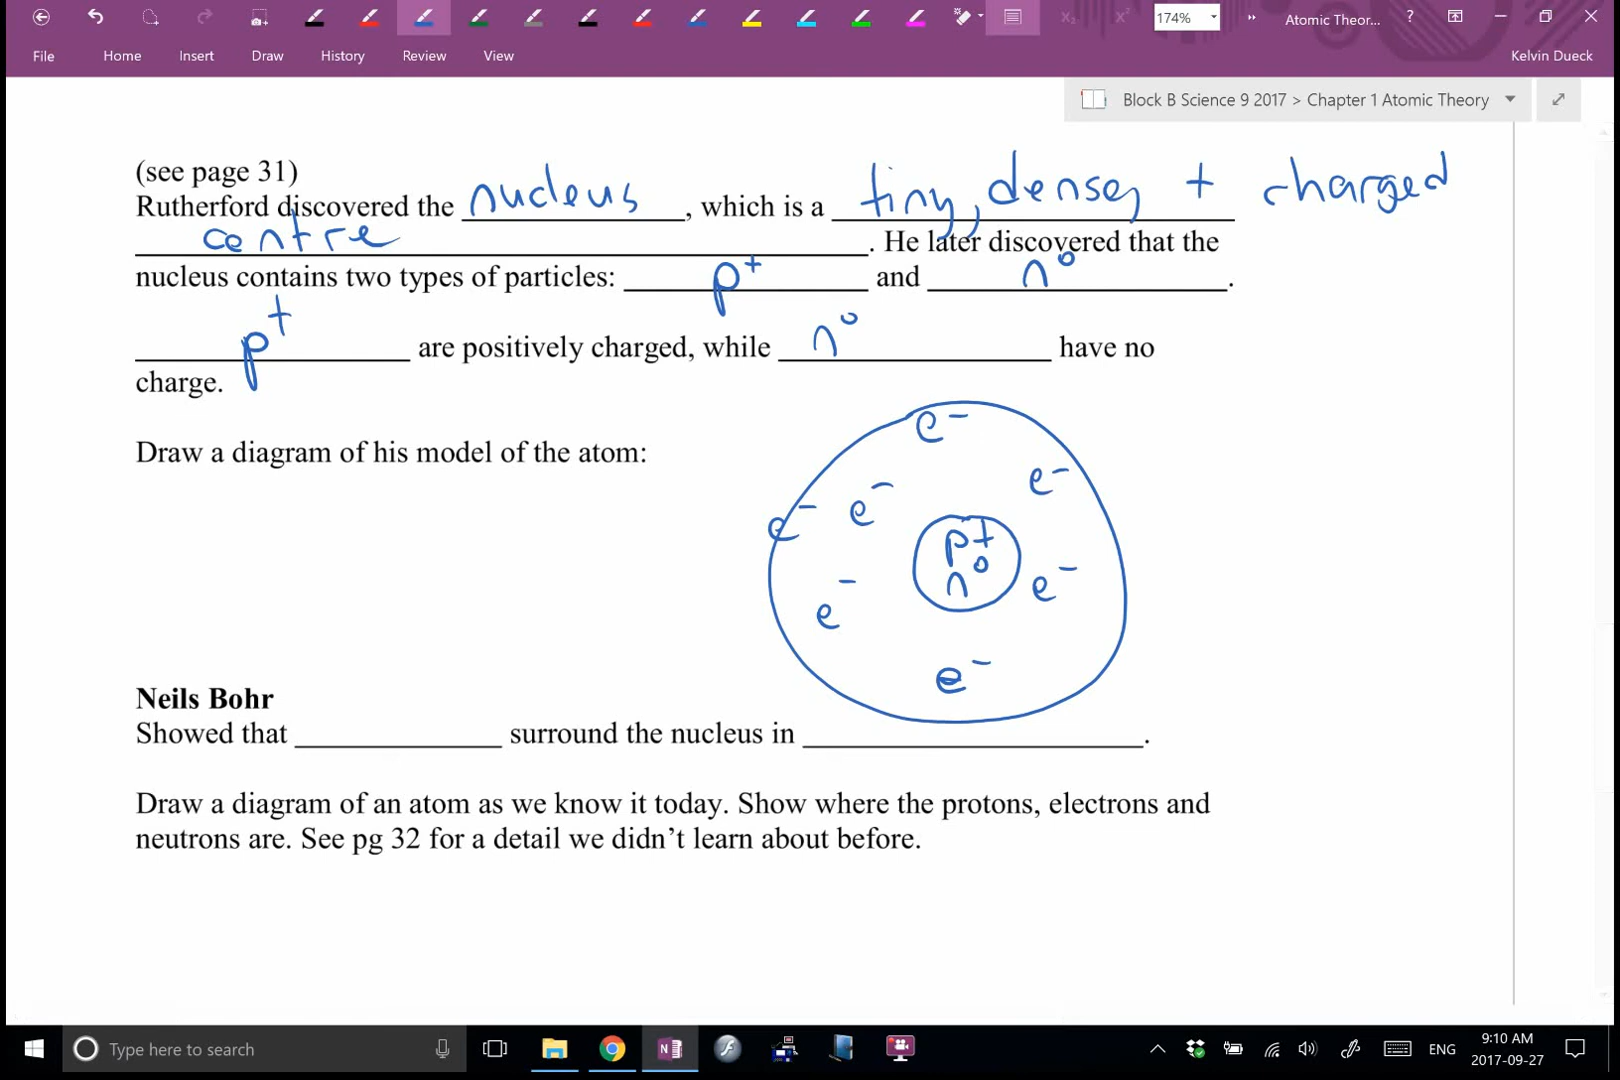 174%
Atomic Theor...
?
File Home Insert Draw History Review View
Kelvin Dueck
Block B Science 9 2017 > Chapter 1 Atomic Theory
(see page 31)
Rutherford discovered the nucleus, which is a tiny, dense, + charged
centre. He later discovered that the
nucleus contains two types of particles: p+ and n⁰.
p+ are positively charged, while n⁰ have no
charge.
Draw a diagram of his model of the atom:
e⁻
e⁻
e⁻ e⁻
p+
n⁰
e⁻
e⁻
e⁻
Neils Bohr
Showed that ____________ surround the nucleus in ____________________.
Draw a diagram of an atom as we know it today. Show where the protons, electrons and
neutrons are. See pg 32 for a detail we didn't learn about before.
Type here to search
ENG
9:10 AM
2017-09-27